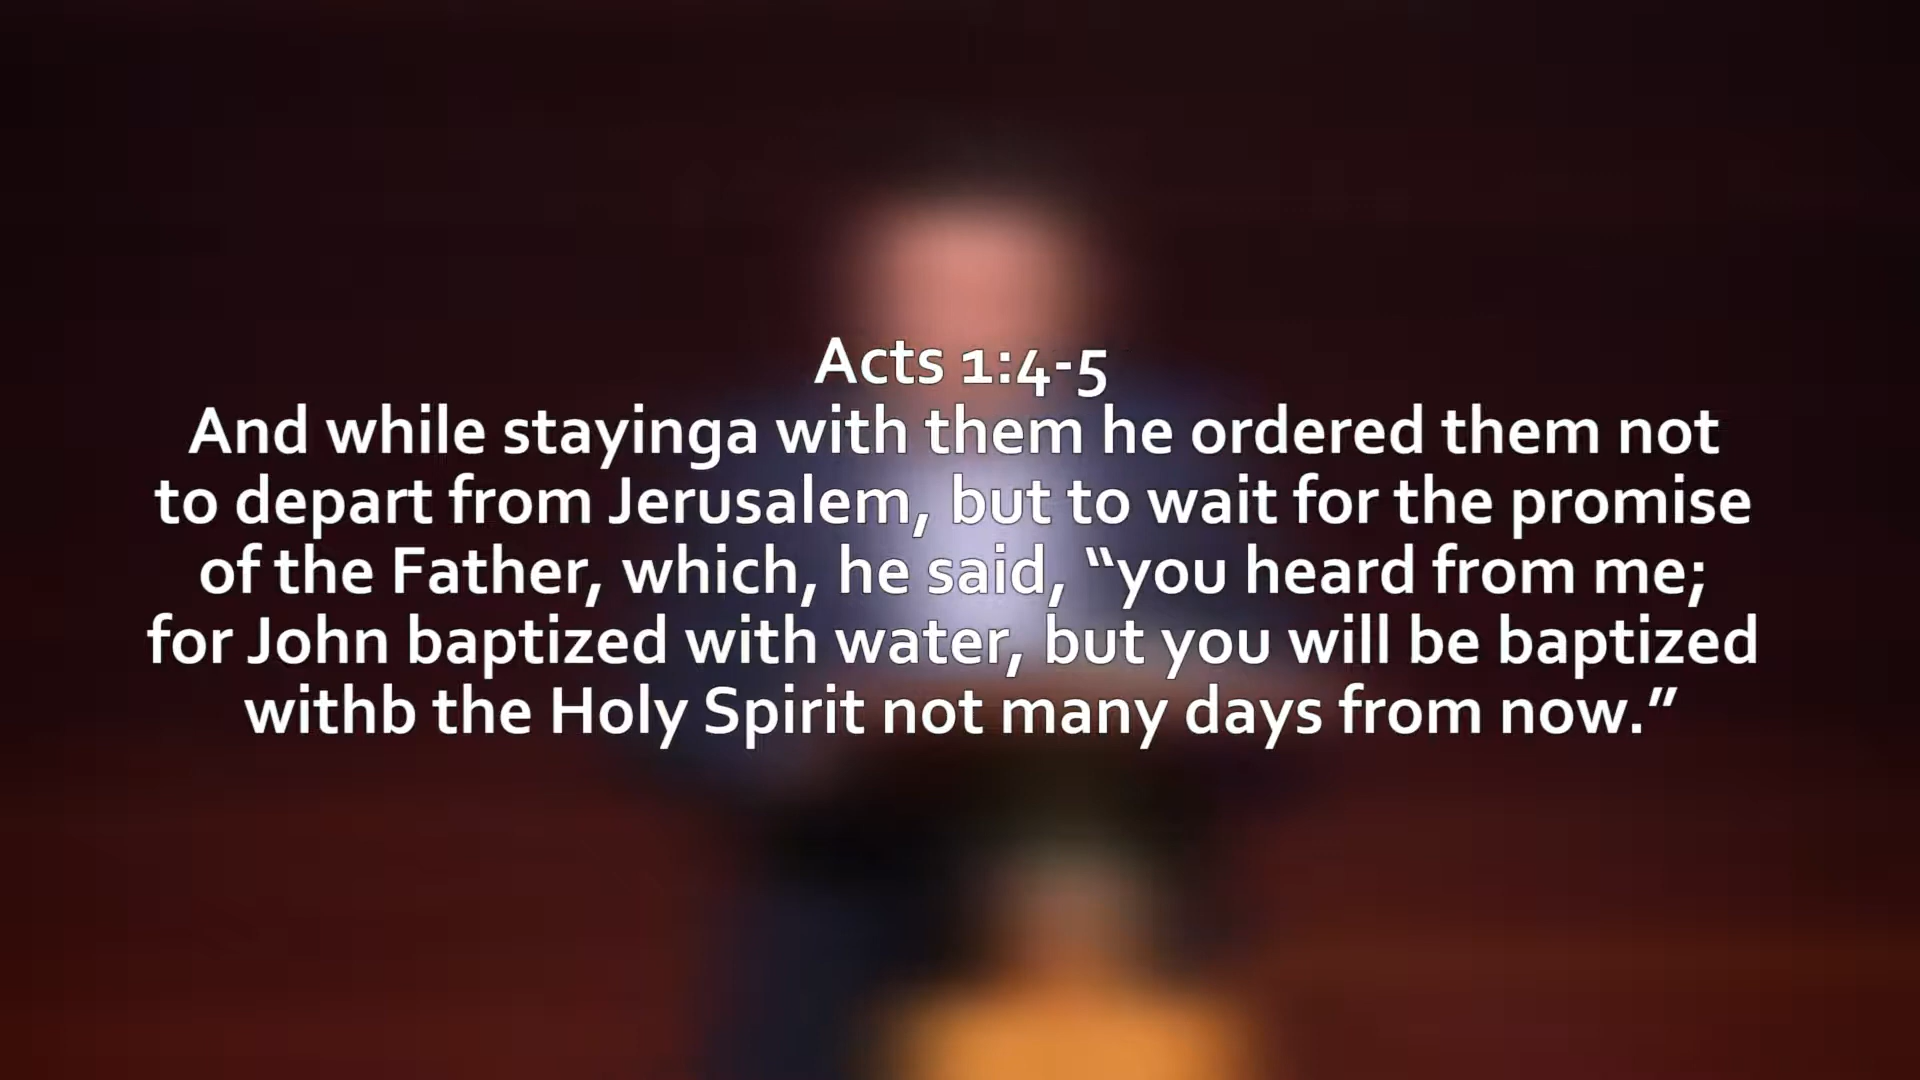 Acts 1:4-5
And while stayinga with them he ordered them not
to depart from Jerusalem, but to wait for the promise
of the Father, which, he said, “you heard from me;
for John baptized with water, but you will be baptized
withb the Holy Spirit not many days from now.”